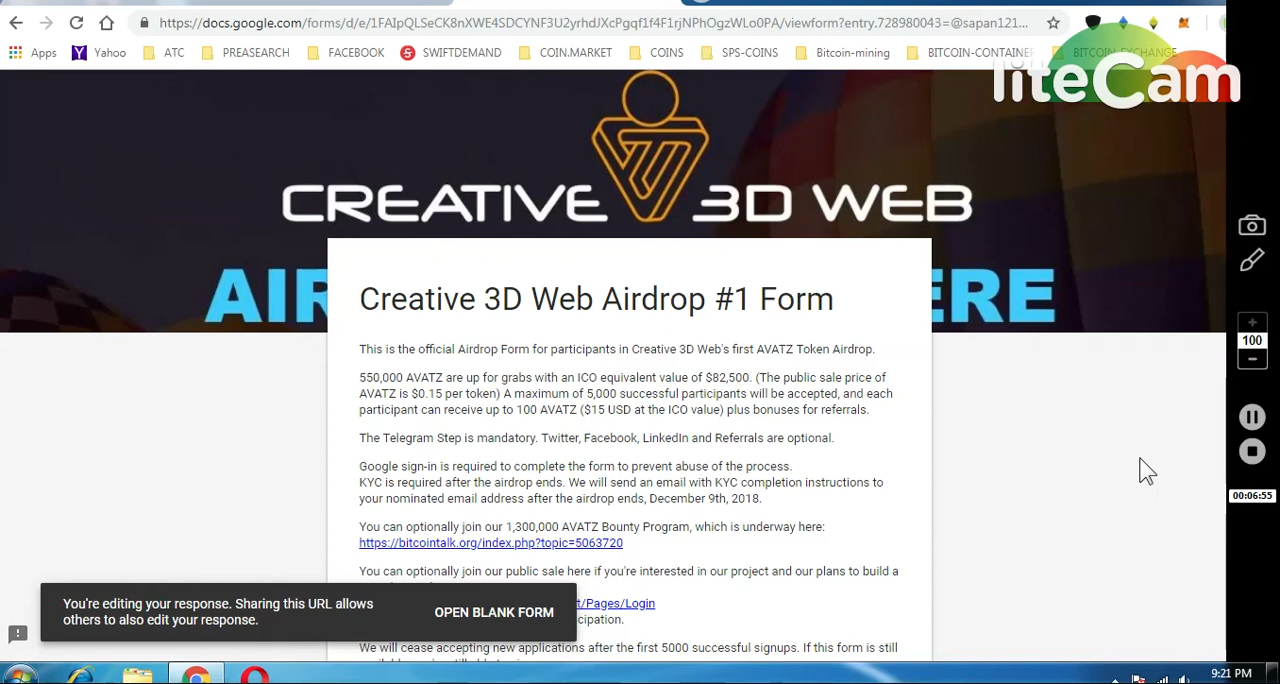 https://docs.google.com/forms/d/e/1FAIpQLSeCK8nXWE4SDCYNF3U2yrhdJXcPgqf1f4F1rjNPhOgzWLo0PA/viewform?entry.728980043=@sapan121...
Apps Yahoo ATC PREASEARCH FACEBOOK SWIFTDEMAND COIN.MARKET COINS SPS-COINS Bitcoin-mining BITCOIN-CONTAINER BITCOIN-EXCHANGE
liteCam
CREATIVE 3D WEB
AIR ERE
Creative 3D Web Airdrop #1 Form
This is the official Airdrop Form for participants in Creative 3D Web's first AVATZ Token Airdrop.
550,000 AVATZ are up for grabs with an ICO equivalent value of $82,500. (The public sale price of
AVATZ is $0.15 per token) A maximum of 5,000 successful participants will be accepted, and each
participant can receive up to 100 AVATZ ($15 USD at the ICO value) plus bonuses for referrals.
The Telegram Step is mandatory. Twitter, Facebook, LinkedIn and Referrals are optional.
Google sign-in is required to complete the form to prevent abuse of the process.
KYC is required after the airdrop ends. We will send an email with KYC completion instructions to
your nominated email address after the airdrop ends, December 9th, 2018.
You can optionally join our 1,300,000 AVATZ Bounty Program, which is underway here:
https://bitcointalk.org/index.php?topic=5063720
You can optionally join our public sale here if you're interested in our project and our plans to build a
t/Pages/Login
cipation.
We will cease accepting new applications after the first 5000 successful signups. If this form is still
You're editing your response. Sharing this URL allows
others to also edit your response.
OPEN BLANK FORM
100
00:06:55
9:21 PM